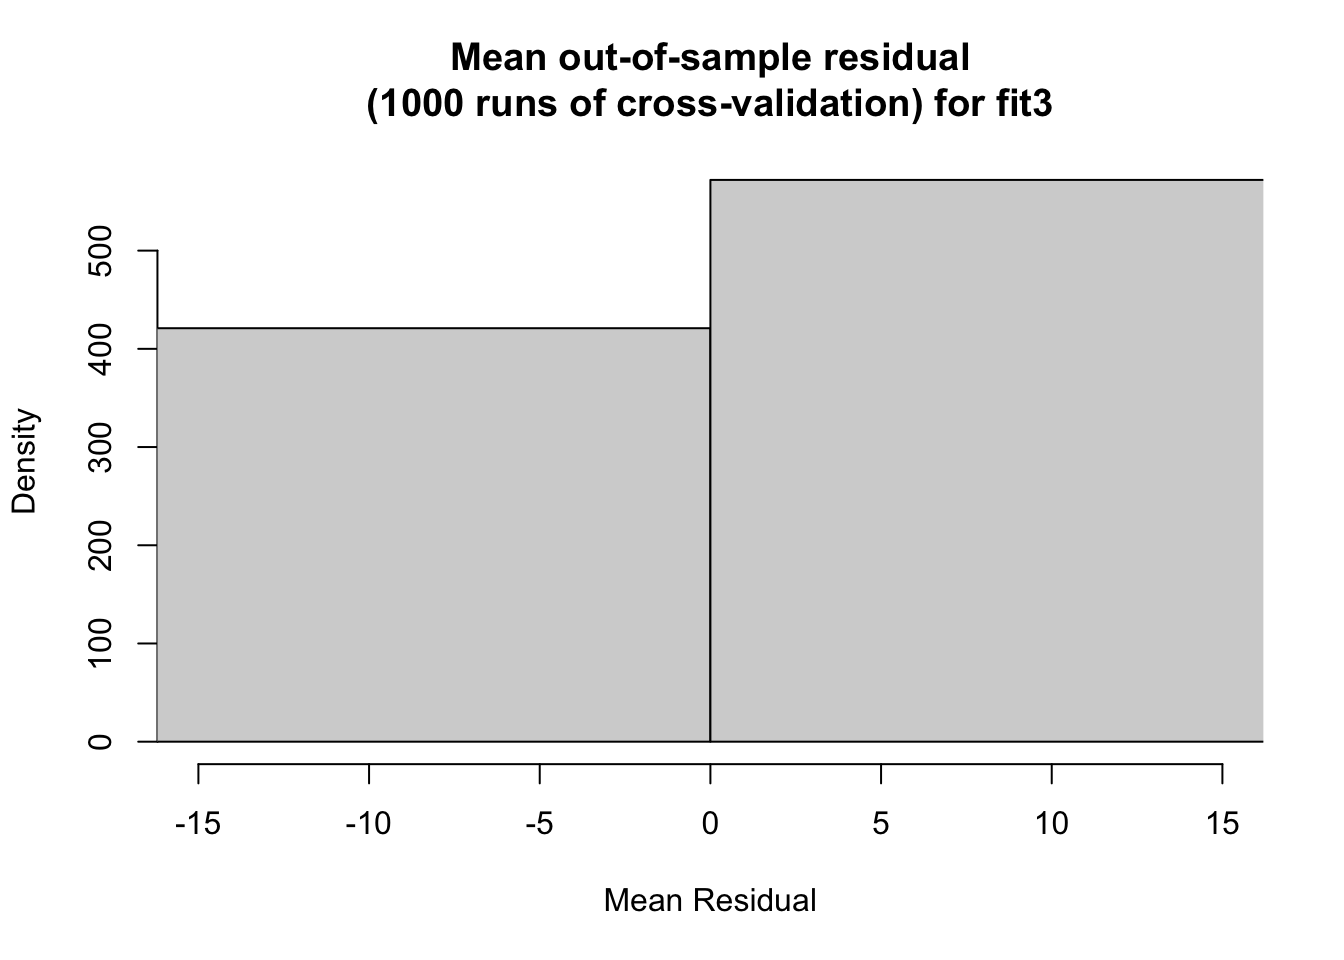 Mean out-of-sample residual
(1000 runs of cross-validation) for fit3
Density
500
400
300
200
100
0
-15 -10 -5 0 5 10 15
Mean Residual